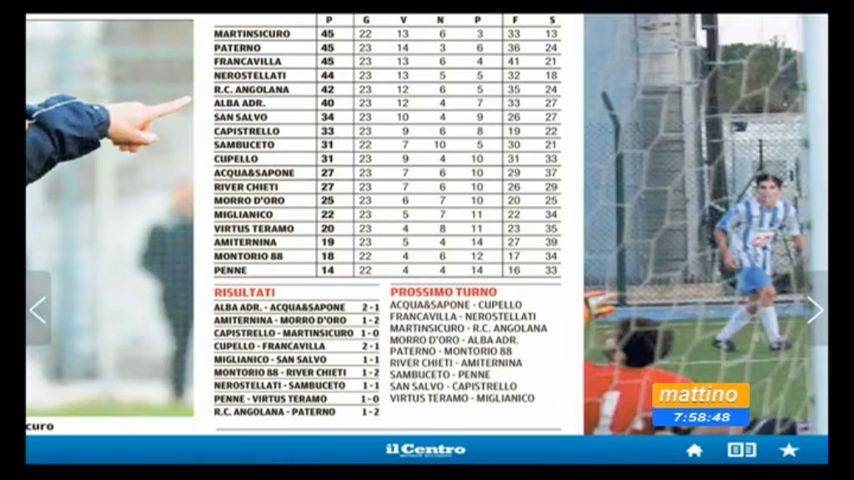 P G V N P F S
MARTINSICURO 45 22 13 6 3 33 13
PATERNO 45 23 14 3 6 36 24
FRANCAVILLA 45 23 13 6 4 41 21
NEROSTELLATI 44 23 13 5 5 32 18
R.C. ANGOLANA 42 23 12 6 5 35 24
ALBA ADR. 40 23 12 4 7 33 27
SAN SALVO 34 23 10 4 9 26 27
CAPISTRELLO 33 23 9 6 8 19 22
SAMBUCETO 31 22 7 10 5 30 21
CUPELLO 31 23 9 4 10 31 33
ACQUA&SAPONE 27 23 7 6 10 29 37
RIVER CHIETI 27 23 7 6 10 26 29
MORRO D'ORO 25 23 6 7 10 20 25
MIGLIANICO 22 23 5 7 11 22 34
VIRTUS TERAMO 20 23 4 8 11 23 35
AMITERNINA 19 23 5 4 14 27 39
MONTORIO 88 18 22 4 6 12 17 34
PENNE 14 22 4 4 14 16 33
RISULTATI
ALBA ADR. - ACQUA&SAPONE 2-1
AMITERNINA - MORRO D'ORO 1-2
CAPISTRELLO - MARTINSICURO 1-0
CUPELLO - FRANCAVILLA 2-1
MIGLIANICO - SAN SALVO 1-1
MONTORIO 88 - RIVER CHIETI 1-2
NEROSTELLATI - SAMBUCETO 1-1
PENNE - VIRTUS TERAMO 1-0
R.C. ANGOLANA - PATERNO 1-2
PROSSIMO TURNO
ACQUA&SAPONE - CUPELLO
FRANCAVILLA - NEROSTELLATI
MARTINSICURO - R.C. ANGOLANA
MORRO D'ORO - ALBA ADR.
PATERNO - MONTORIO 88
RIVER CHIETI - AMITERNINA
SAMBUCETO - PENNE
SAN SALVO - CAPISTRELLO
VIRTUS TERAMO - MIGLIANICO
mattino
7:58:48
curo
il Centro